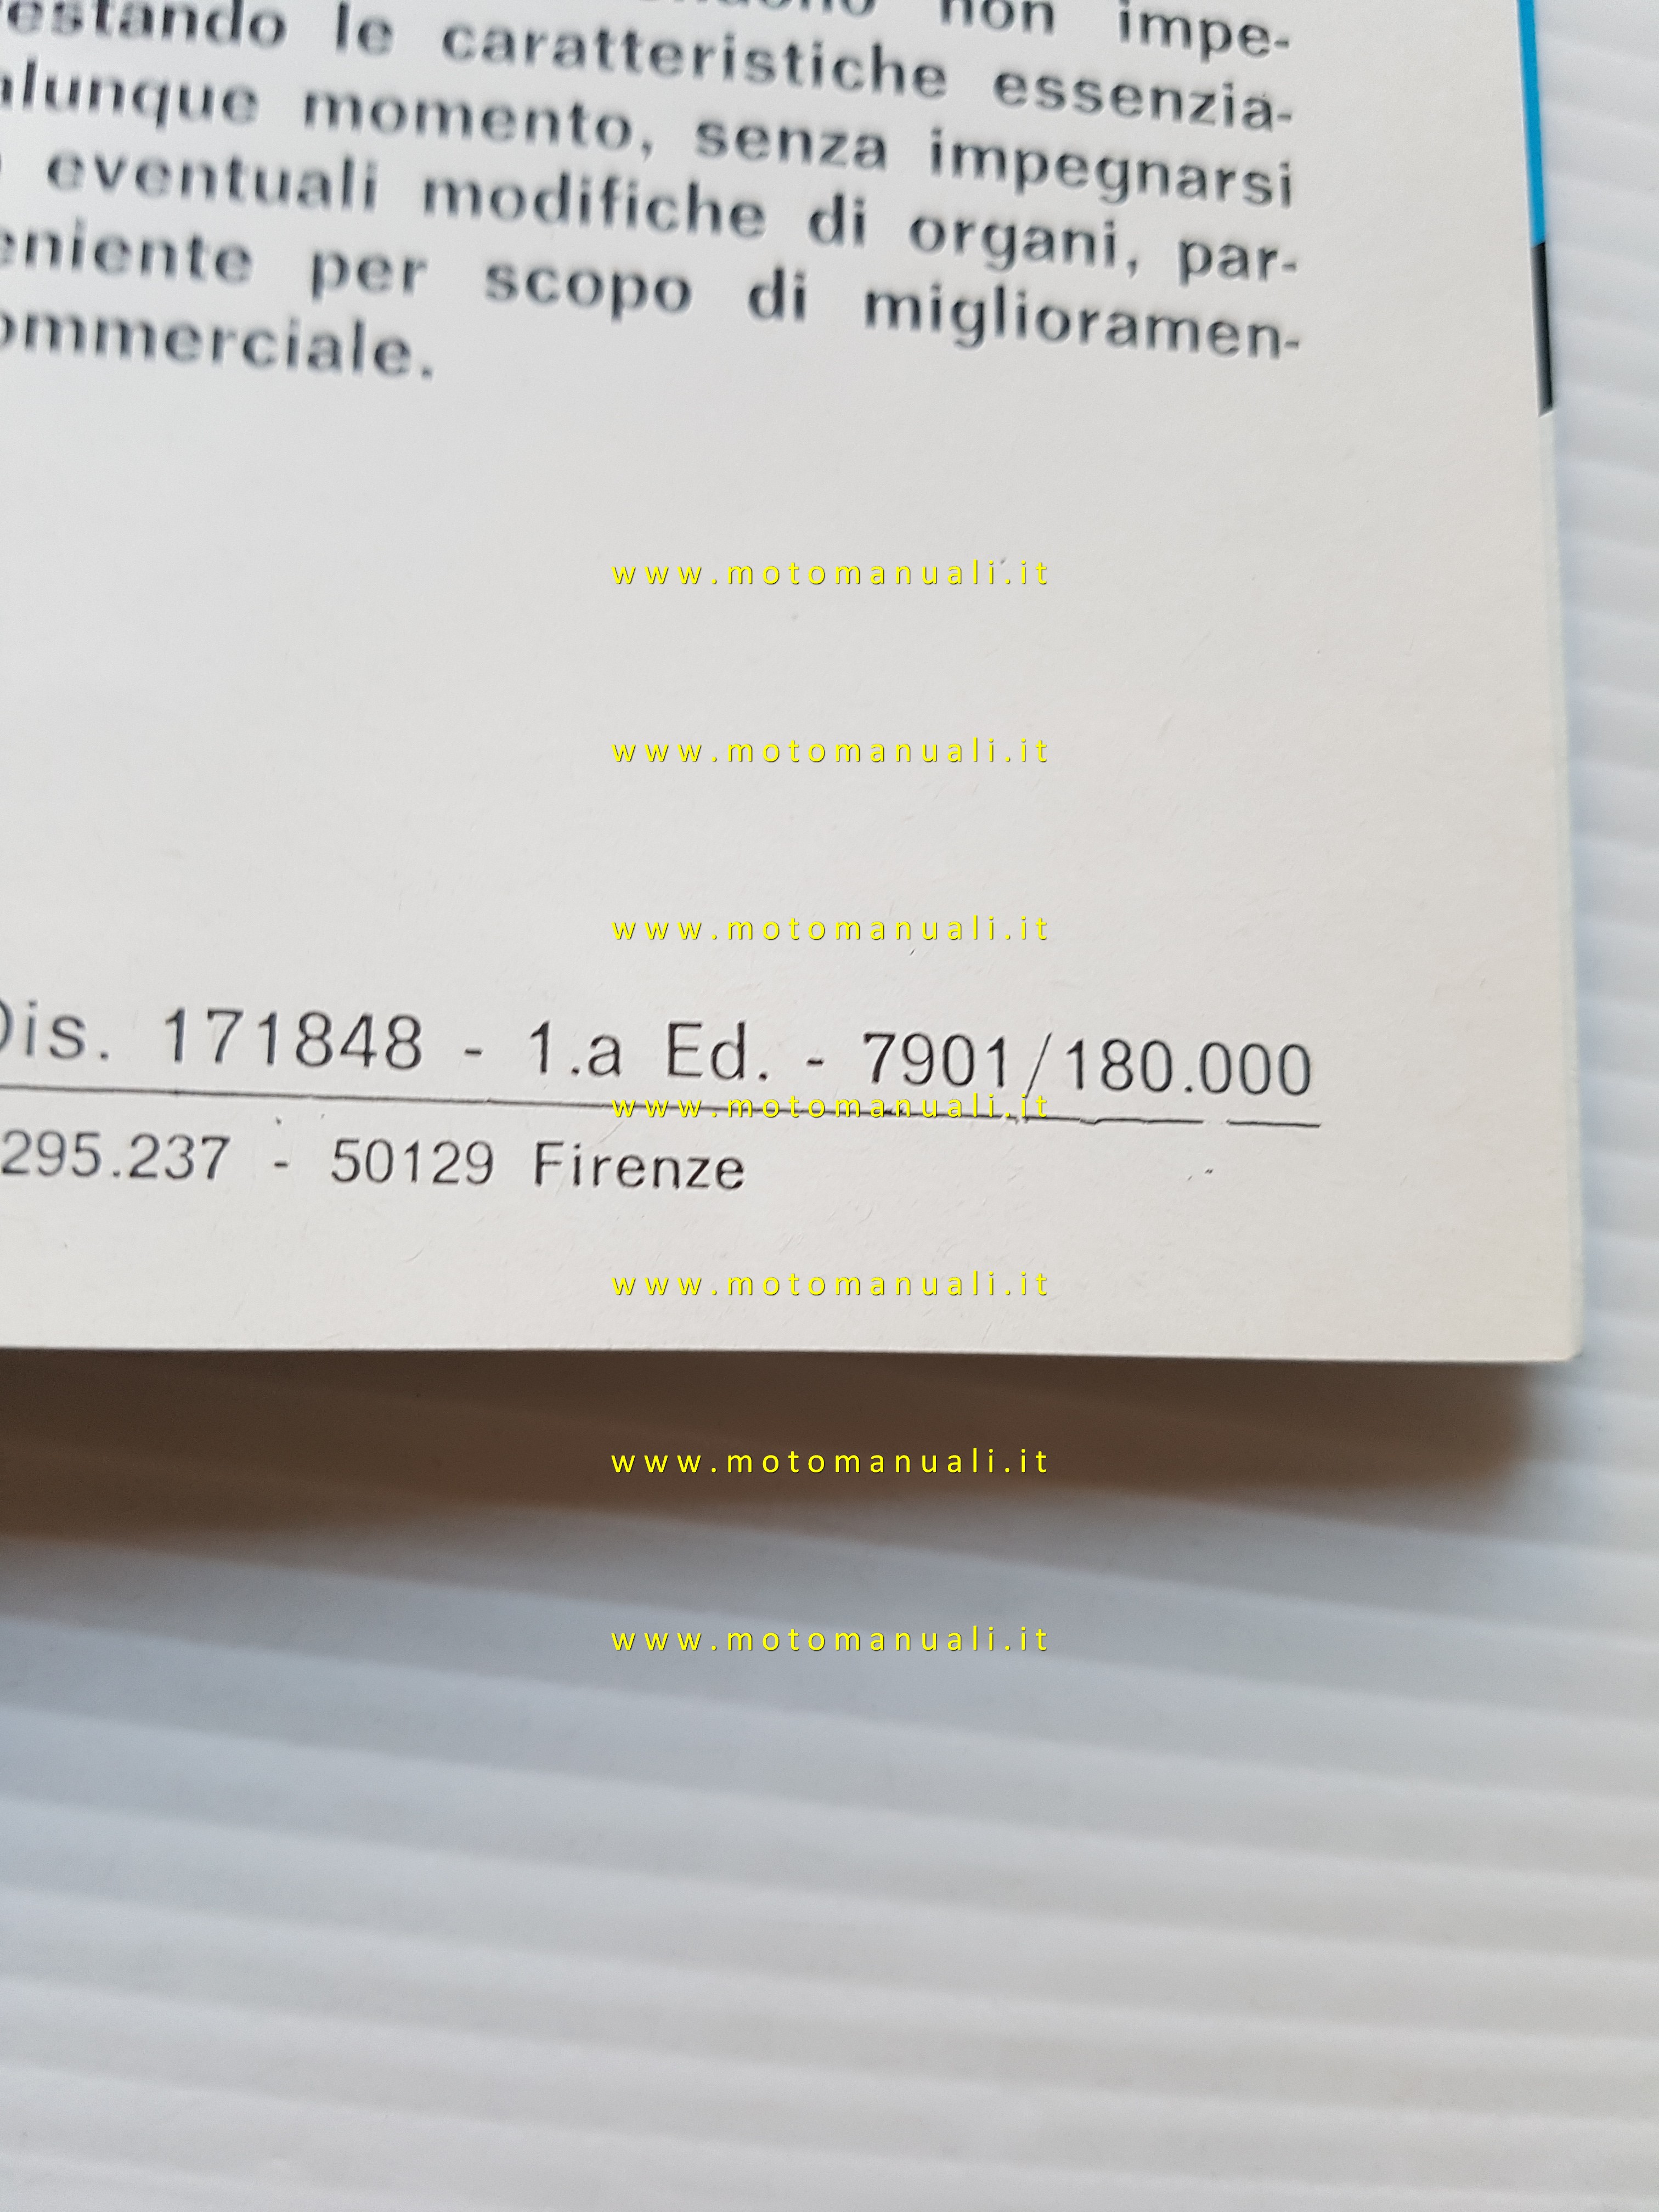 non impe-
estando le caratteristiche essenzia-
alunque momento, senza impegnarsi
eventuali modifiche di organi, par-
eniente per scopo di miglioramen-
ommerciale.
www.motomanuali.it
www.motomanuali.it
www.motomanuali.it
Dis. 171848 - 1.a Ed. - 7901/180.000
www.motomanuali.it
295.237 - 50129 Firenze
www.motomanuali.it
www.motomanuali.it
www.motomanuali.it